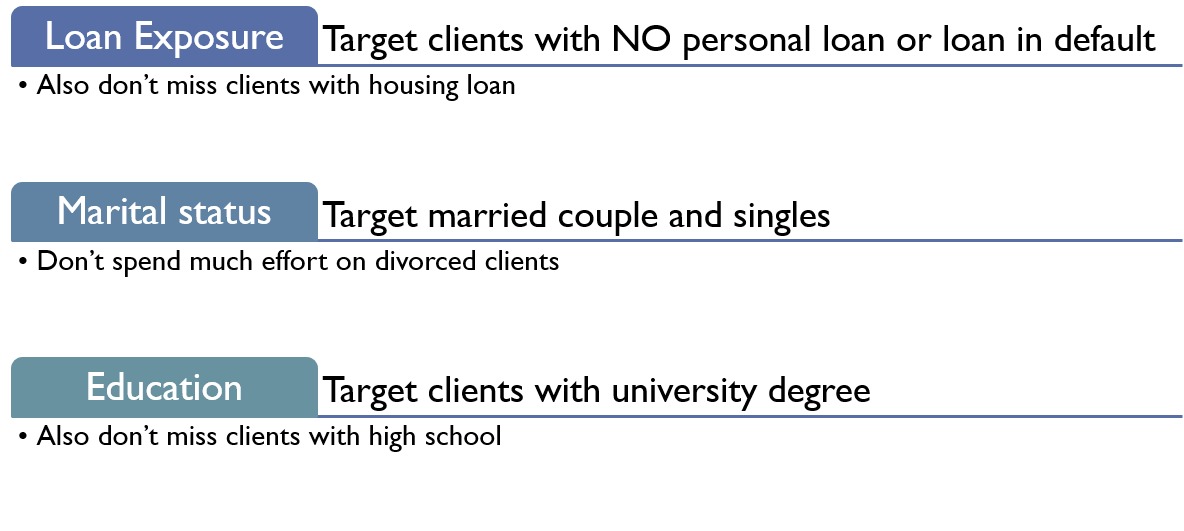 Loan Exposure Target clients with NO personal loan or loan in default
• Also don’t miss clients with housing loan
Marital status Target married couple and singles
• Don’t spend much effort on divorced clients
Education Target clients with university degree
• Also don’t miss clients with high school